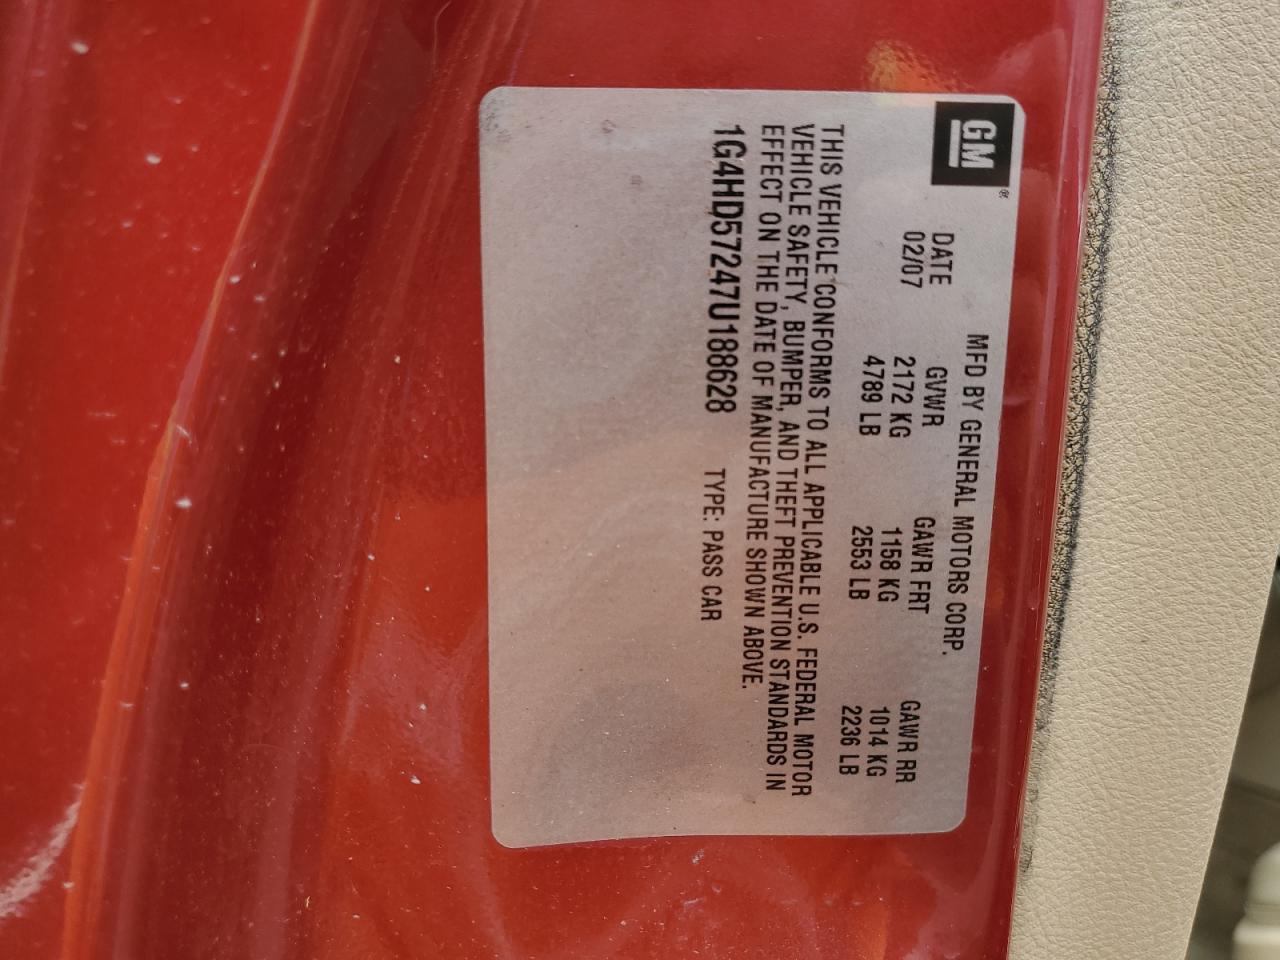 GM®
MFD BY GENERAL MOTORS CORP.
DATE GVWR GAWR FRT GAWR RR
02/07 2172 KG 1158 KG 1014 KG
4789 LB 2553 LB 2236 LB
THIS VEHICLE CONFORMS TO ALL APPLICABLE U.S. FEDERAL MOTOR
VEHICLE SAFETY, BUMPER, AND THEFT PREVENTION STANDARDS IN
EFFECT ON THE DATE OF MANUFACTURE SHOWN ABOVE.
1G4HD57247U188628 TYPE: PASS CAR